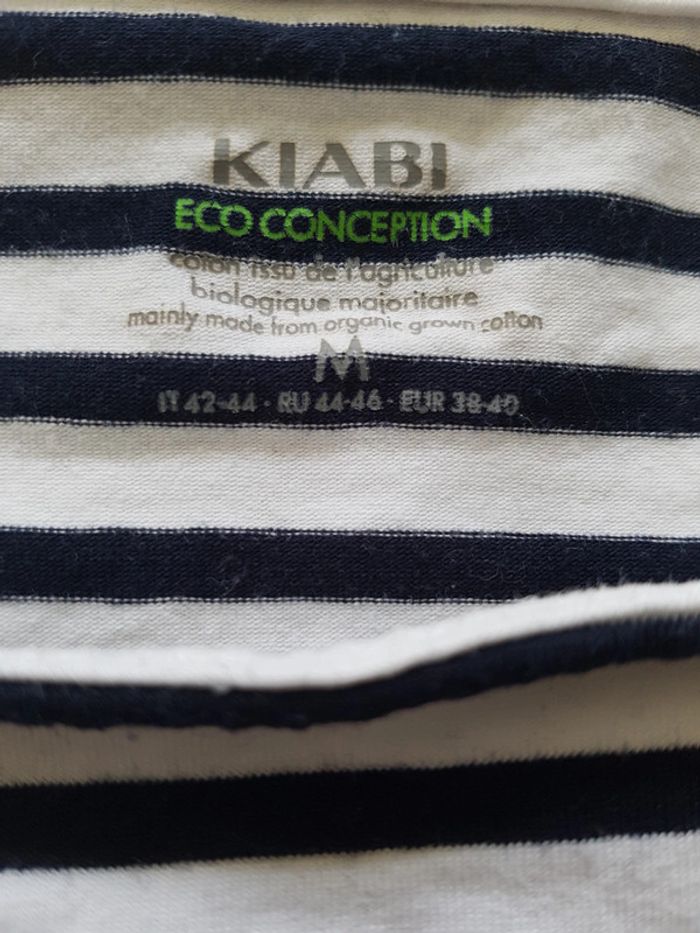 KIABI
ECO CONCEPTION
coton issu de l'agriculture
biologique majoritaire
mainly made from organic grown cotton
M
IT 42-44 · RU 44-46 · EUR 38-40